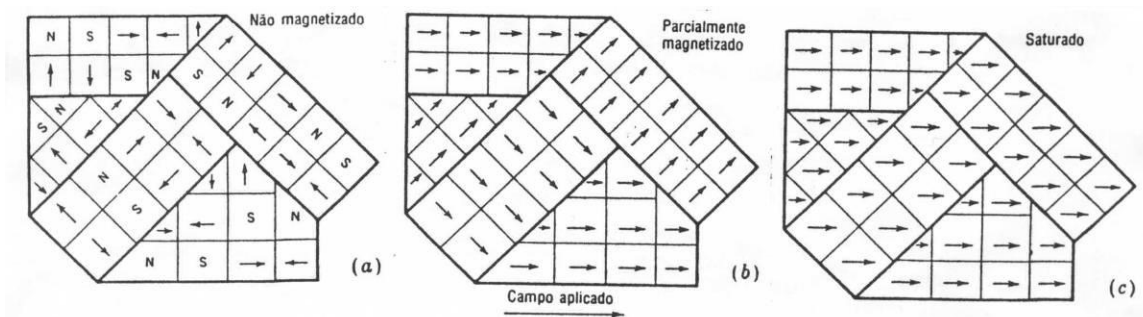 Não magnetizado
N S
S N S
N N
S N
N S
S
S N
N S
(a)
Parcialmente
magnetizado
(b)
Campo aplicado
Saturado
(c)